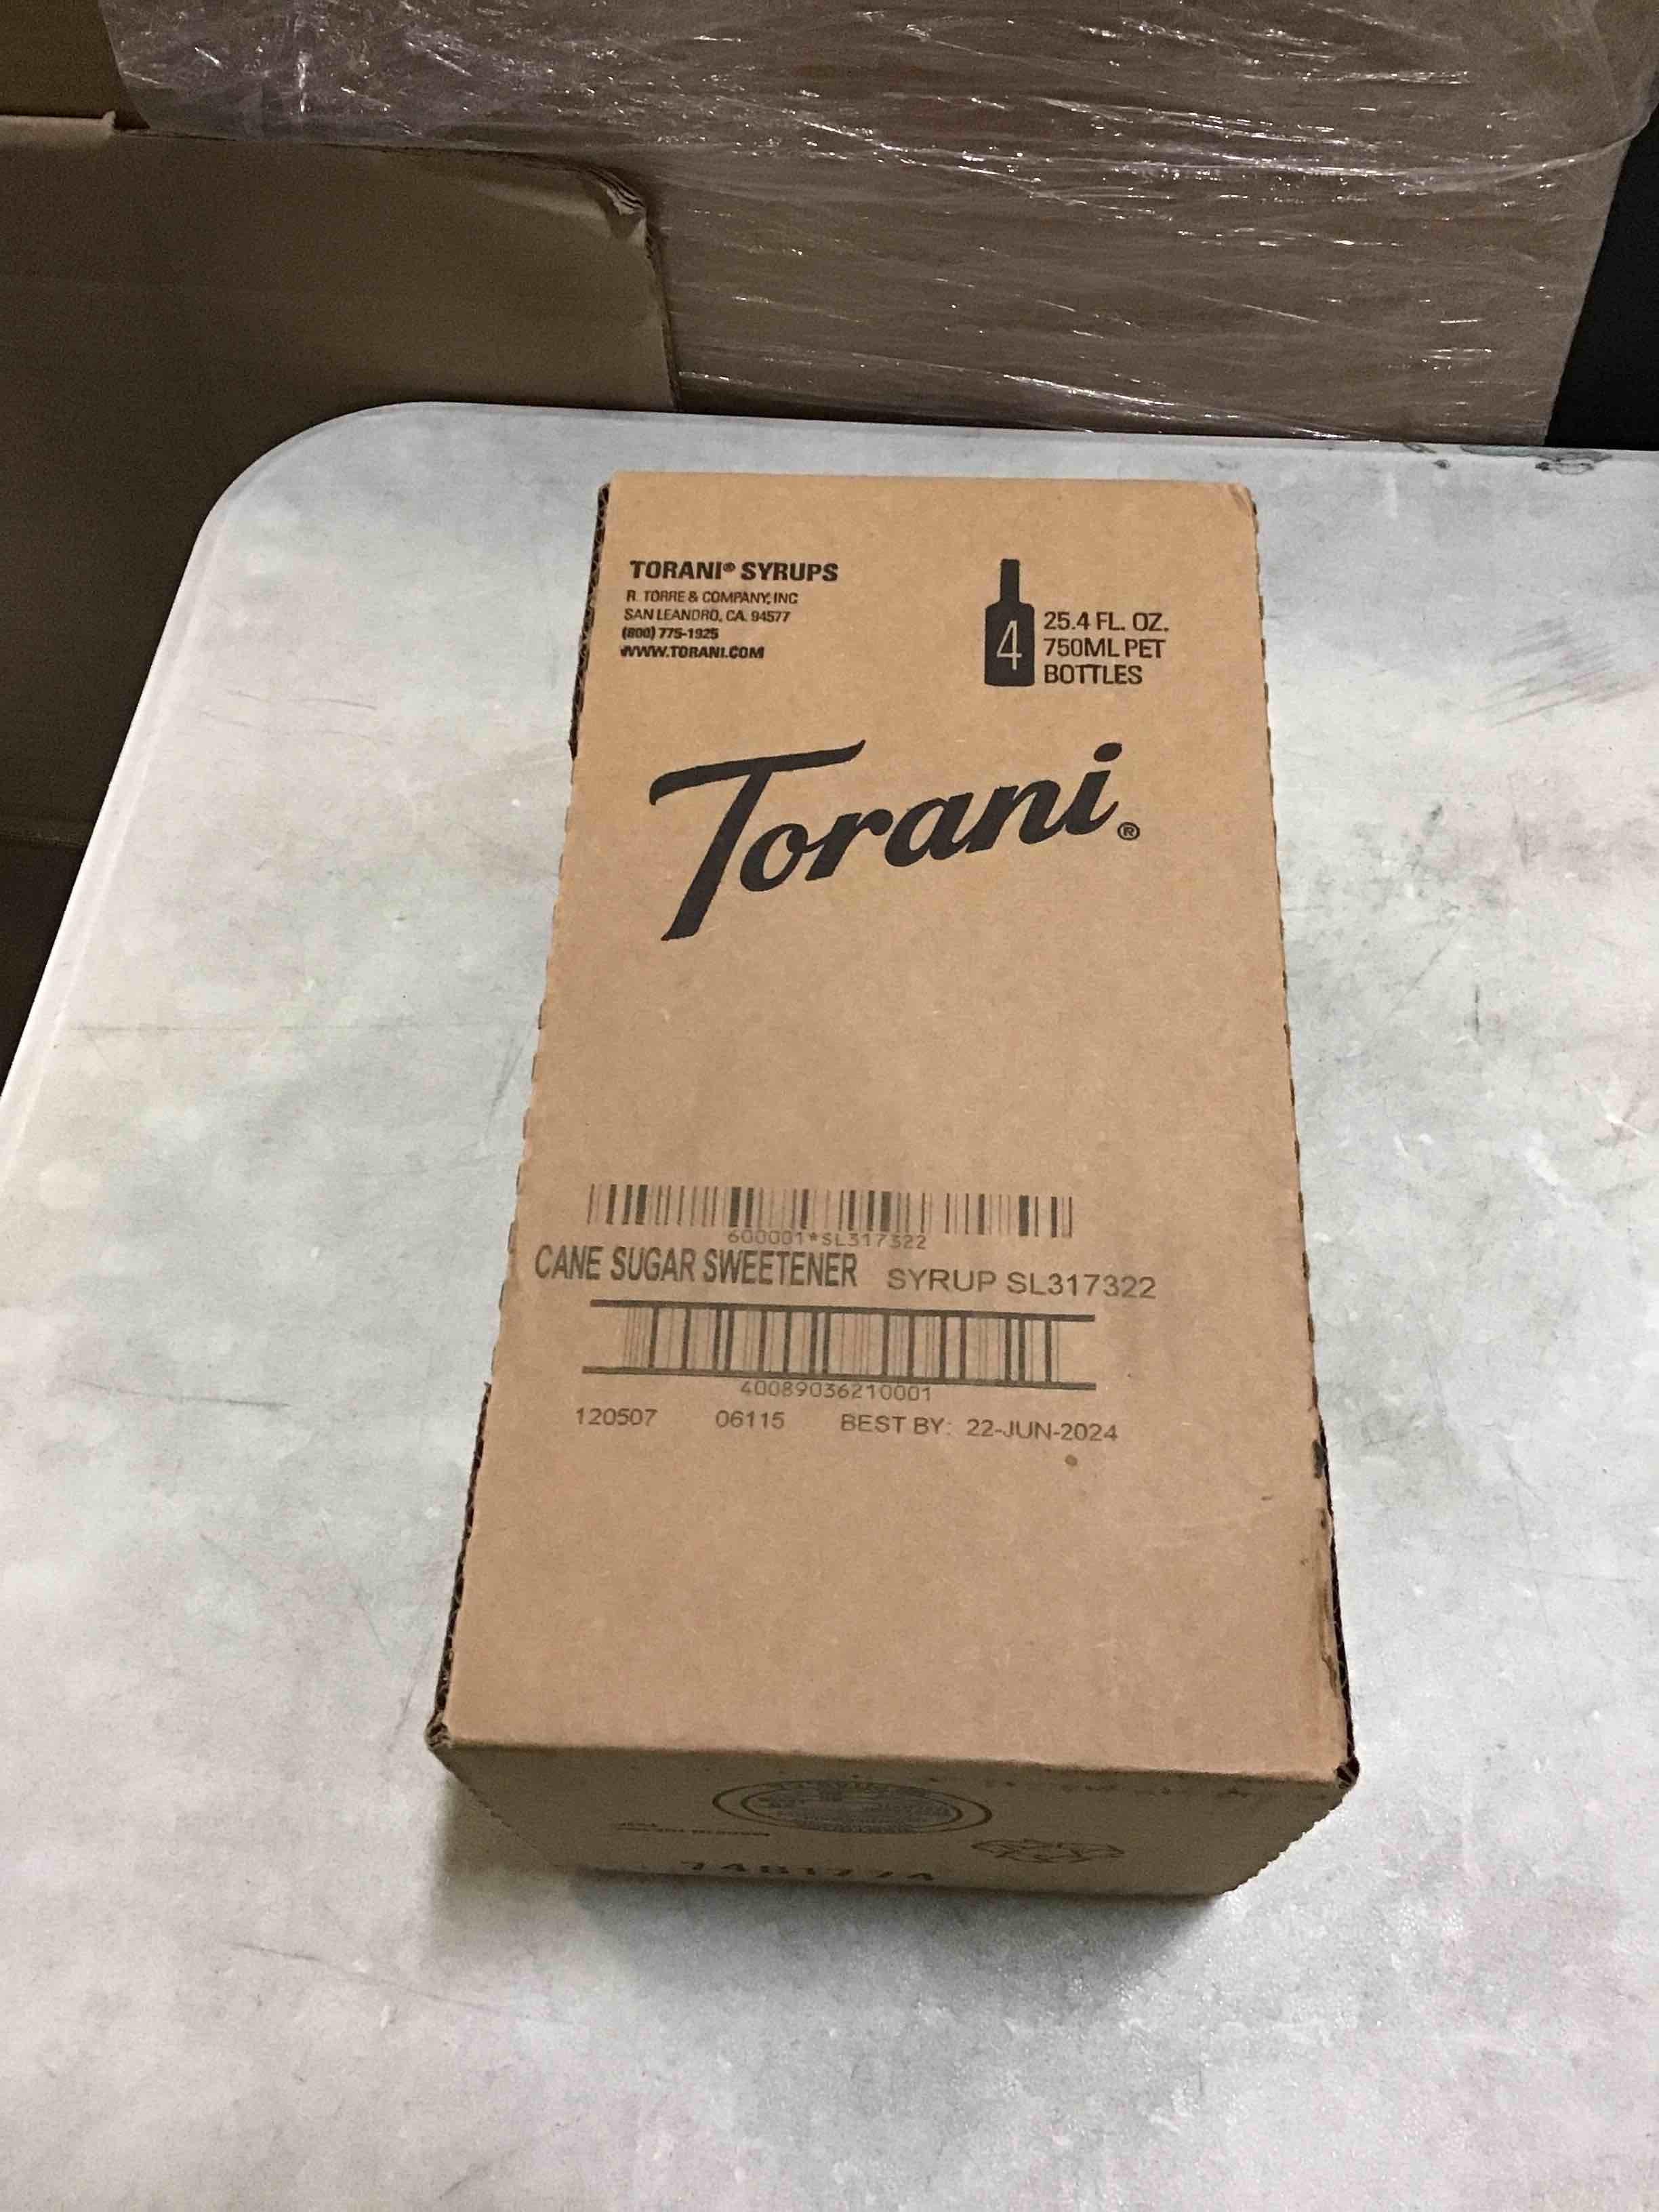 TORANI® SYRUPS
R. TORRE & COMPANY, INC
SAN LEANDRO, CA. 94577
(800) 775-1925
WWW.TORANI.COM
4
25.4 FL. OZ.
750ML PET
BOTTLES
Torani®
600001*SL317322
CANE SUGAR SWEETENER SYRUP SL317322
40089036210001
120507 06115 BEST BY: 22-JUN-2024